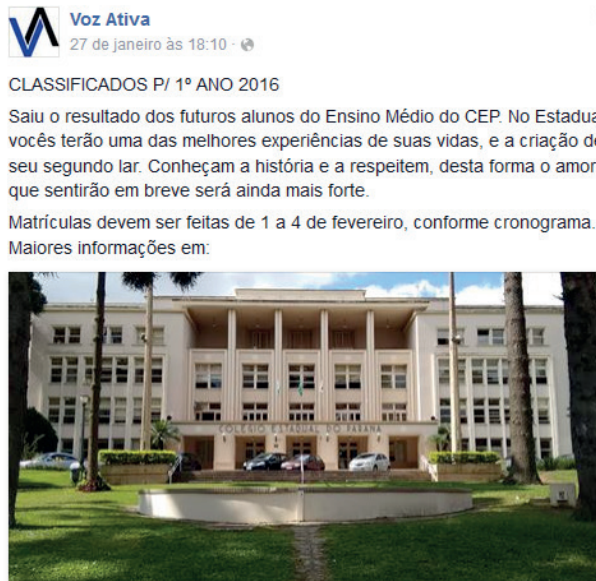 Voz Ativa
27 de janeiro às 18:10 ·
CLASSIFICADOS P/ 1º ANO 2016
Saiu o resultado dos futuros alunos do Ensino Médio do CEP. No Estadua
vocês terão uma das melhores experiências de suas vidas, e a criação de
seu segundo lar. Conheçam a história e a respeitem, desta forma o amor
que sentirão em breve será ainda mais forte.
Matrículas devem ser feitas de 1 a 4 de fevereiro, conforme cronograma.
Maiores informações em:
COLEGIO ESTADUAL DO PARANA